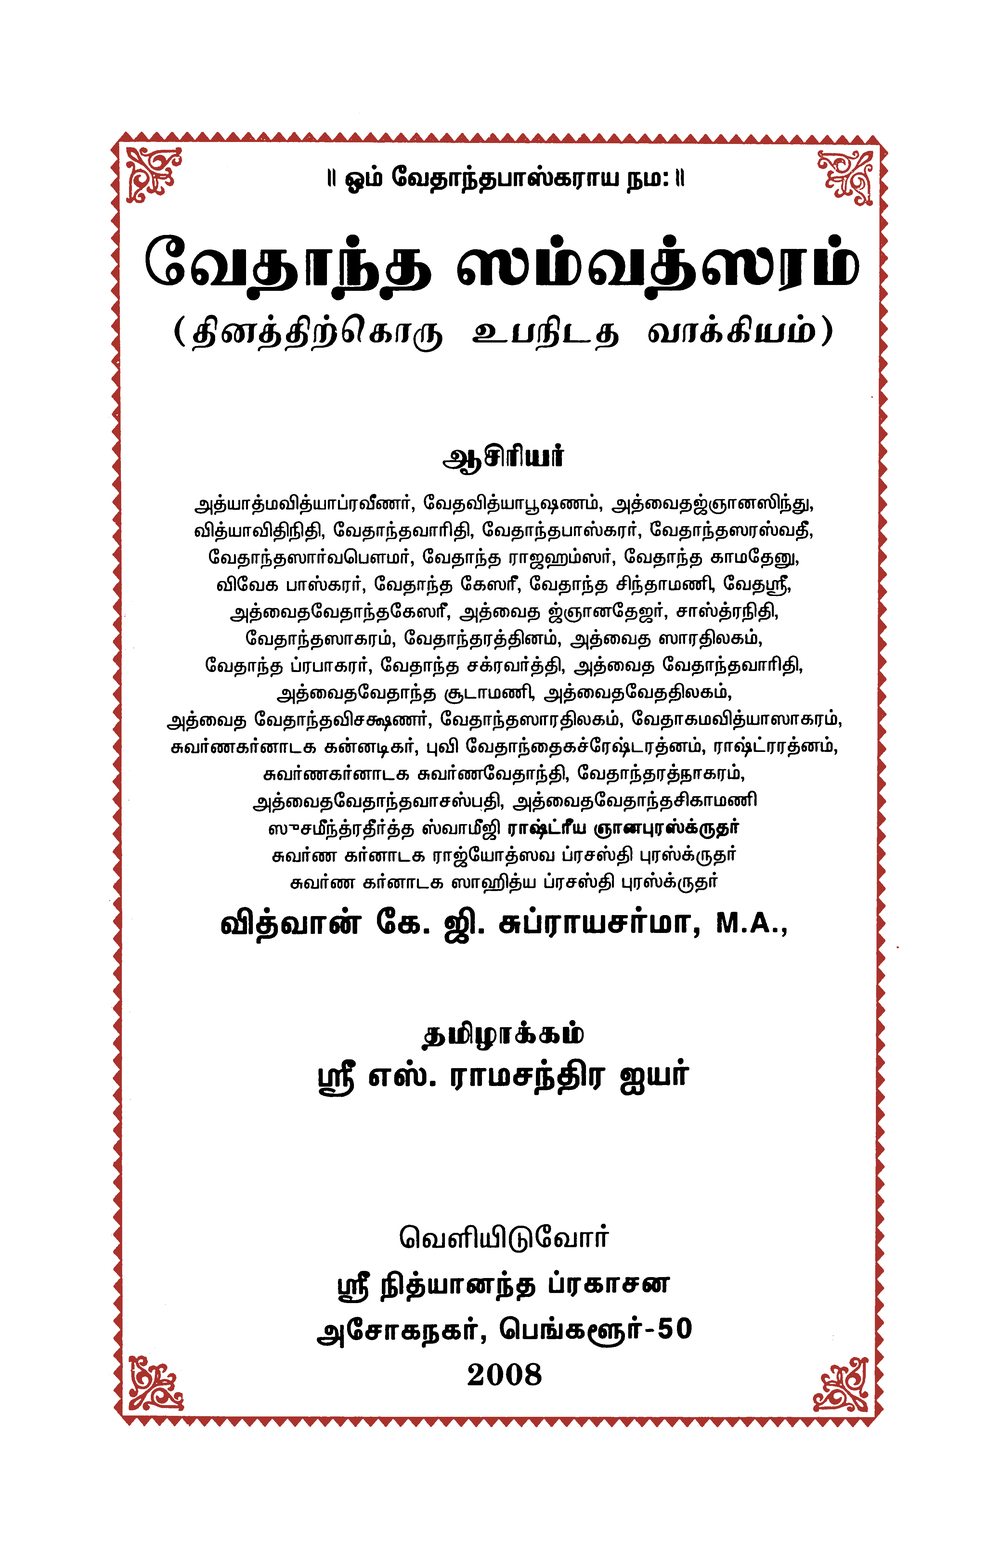 ॥ ஓம் வேதாந்தபாஸ்கராய நம: ॥
வேதாந்த ஸம்வத்ஸரம்
(தினத்திற்கொரு உபநிடத வாக்கியம்)
ஆசிரியர்
அத்யாத்மவித்யாப்ரவீணர், வேதவித்யாபூஷணம், அத்வைதஜ்ஞானஸிந்து,
வித்யாவிதிநிதி, வேதாந்தவாரிதி, வேதாந்தபாஸ்கரர், வேதாந்தஸரஸ்வதீ,
வேதாந்தஸார்வபௌமர், வேதாந்த ராஜஹம்ஸர், வேதாந்த காமதேனு,
விவேக பாஸ்கரர், வேதாந்த கேஸரீ, வேதாந்த சிந்தாமணி, வேதஸ்ரீ,
அத்வைதவேதாந்தகேஸரீ, அத்வைத ஜ்ஞானதேஜர், சாஸ்த்ரநிதி,
வேதாந்தஸாகரம், வேதாந்தரத்தினம், அத்வைத ஸாரதிலகம்,
வேதாந்த ப்ரபாகரர், வேதாந்த சக்ரவர்த்தி, அத்வைத வேதாந்தவாரிதி,
அத்வைதவேதாந்த சூடாமணி, அத்வைதவேததிலகம்,
அத்வைத வேதாந்தவிசக்ஷணர், வேதாந்தஸாரதிலகம், வேதாகமவித்யாஸாகரம்,
சுவர்ணகர்னாடக கன்னடிகர், புவி வேதாந்தைகச்ரேஷ்டரத்னம், ராஷ்ட்ரரத்னம்,
சுவர்ணகர்னாடக சுவர்ணவேதாந்தி, வேதாந்தரத்நாகரம்,
அத்வைதவேதாந்தவாசஸ்பதி, அத்வைதவேதாந்தசிகாமணி
ஸுசமீந்த்ரதீர்த்த ஸ்வாமீஜி ராஷ்ட்ரீய ஞானபுரஸ்க்ருதர்
சுவர்ண கர்னாடக ராஜ்யோத்ஸவ ப்ரசஸ்தி புரஸ்க்ருதர்
சுவர்ண கர்னாடக ஸாஹித்ய ப்ரசஸ்தி புரஸ்க்ருதர்
வித்வான் கே. ஜி. சுப்ராயசர்மா, M.A.,
தமிழாக்கம்
ஸ்ரீ எஸ். ராமசந்திர ஐயர்
வெளியிடுவோர்
ஸ்ரீ நித்யானந்த ப்ரகாசன
அசோகநகர், பெங்களூர்-50
2008